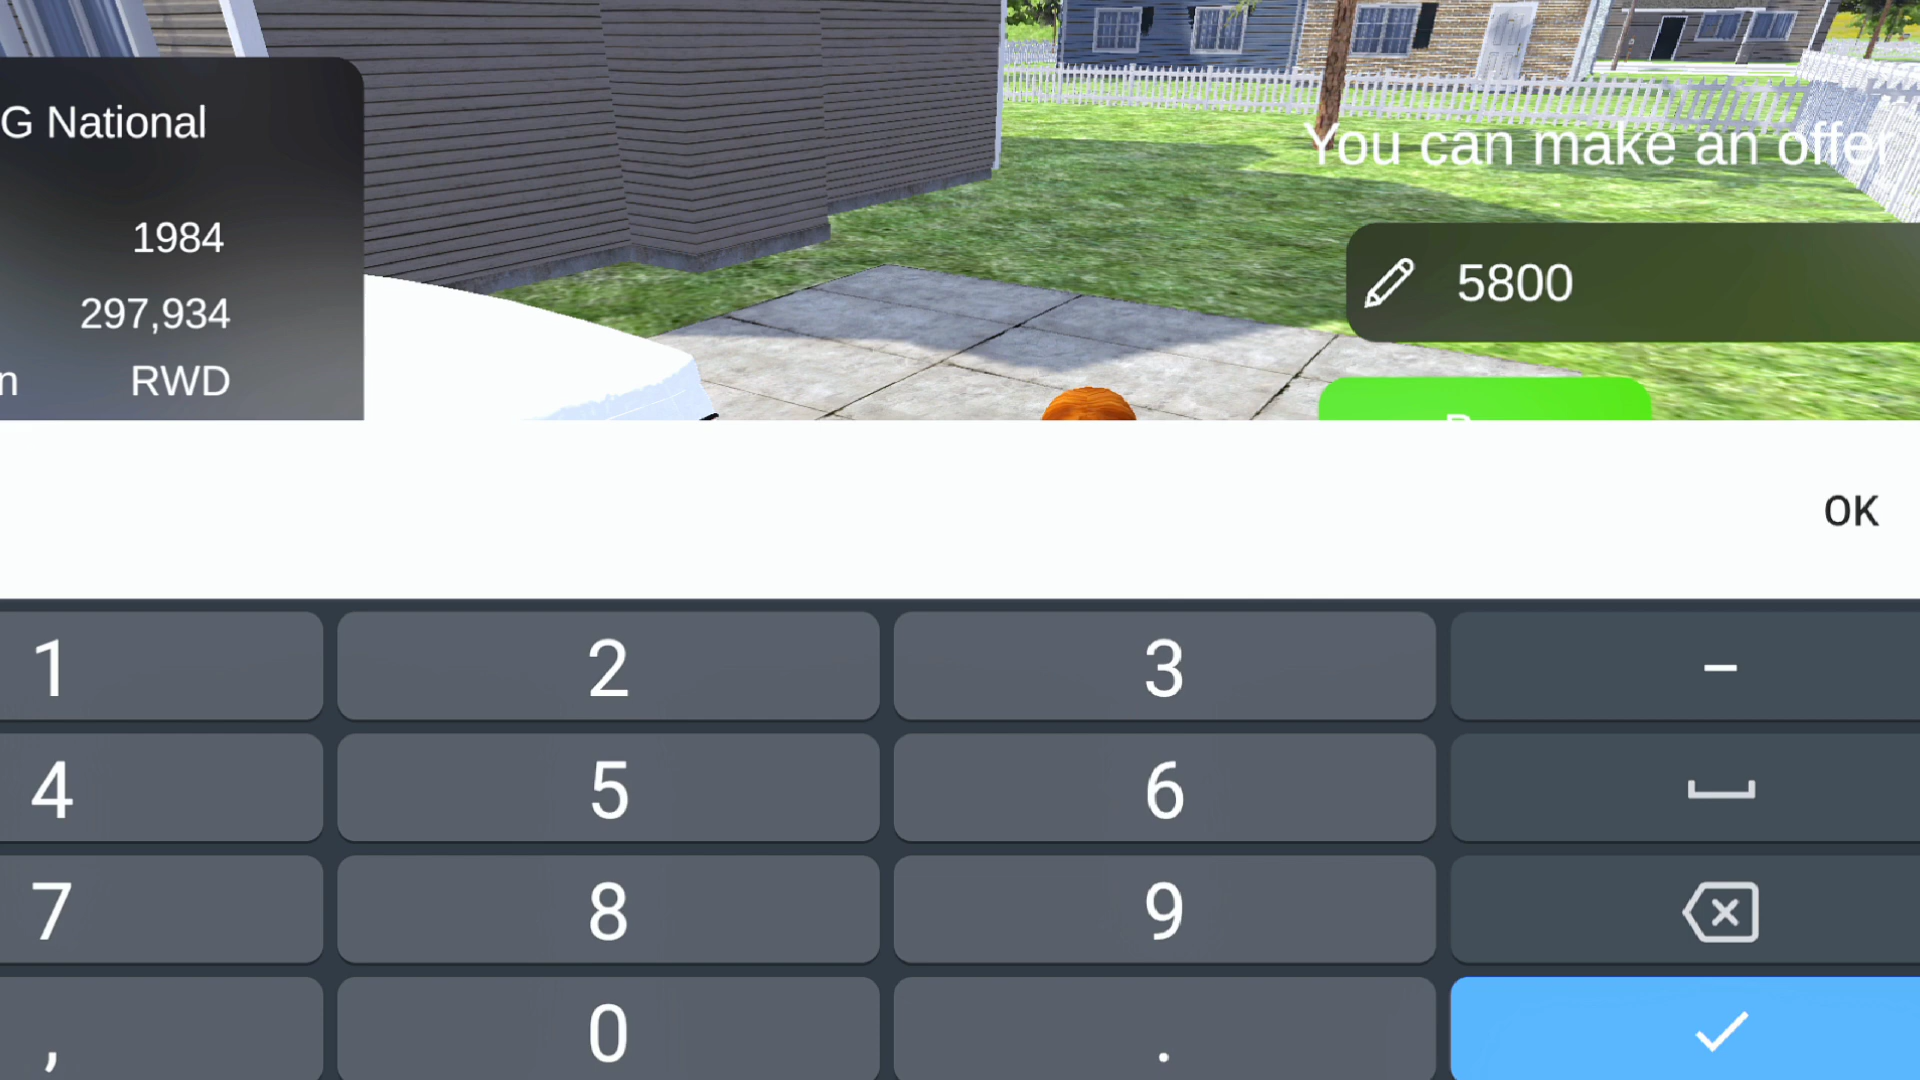 G National
1984
297,934
n RWD
You can make an offer
5800
OK
1 2 3 -
4 5 6
7 8 9
, 0 .